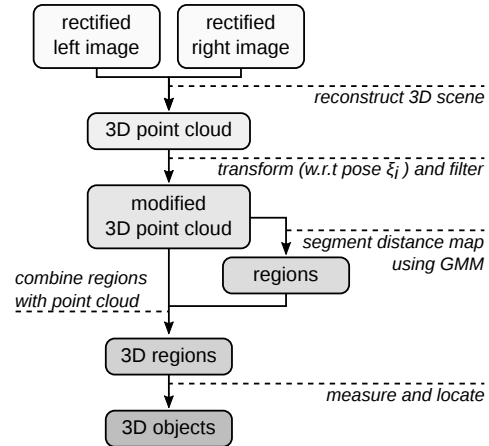 rectified
left image
rectified
right image
reconstruct 3D scene
3D point cloud
transform (w.r.t pose ξi ) and filter
modified
3D point cloud
segment distance map
using GMM
regions
combine regions
with point cloud
3D regions
measure and locate
3D objects